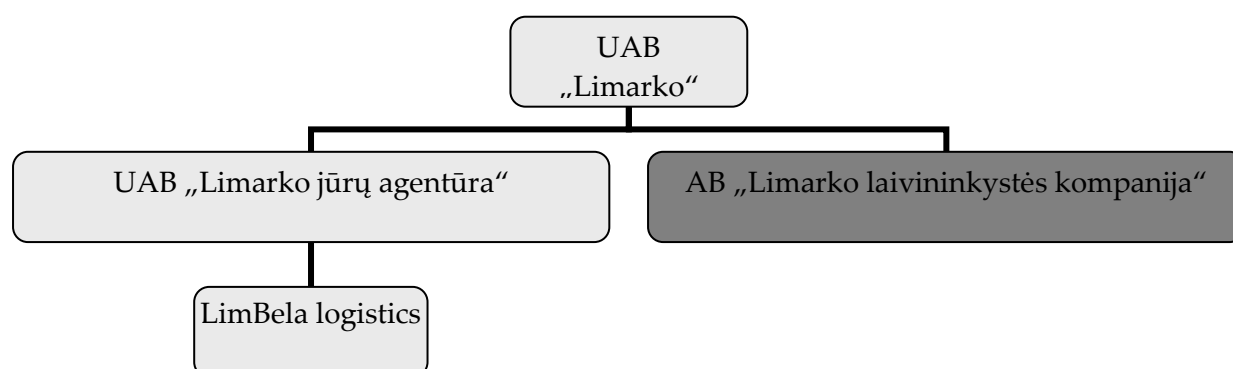 UAB
„Limarko“
UAB „Limarko jūrų agentūra“
AB „Limarko laivininkystės kompanija“
LimBela logistics